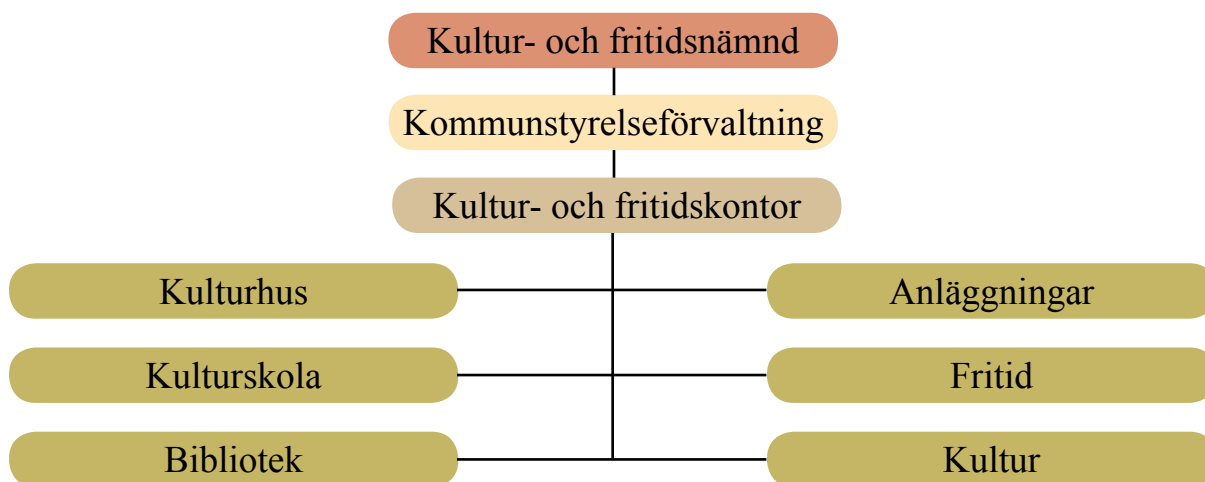 Kultur- och fritidsnämnd
Kommunstyrelseförvaltning
Kultur- och fritidskontor
Kulturhus
Anläggningar
Kulturskola
Fritid
Bibliotek
Kultur